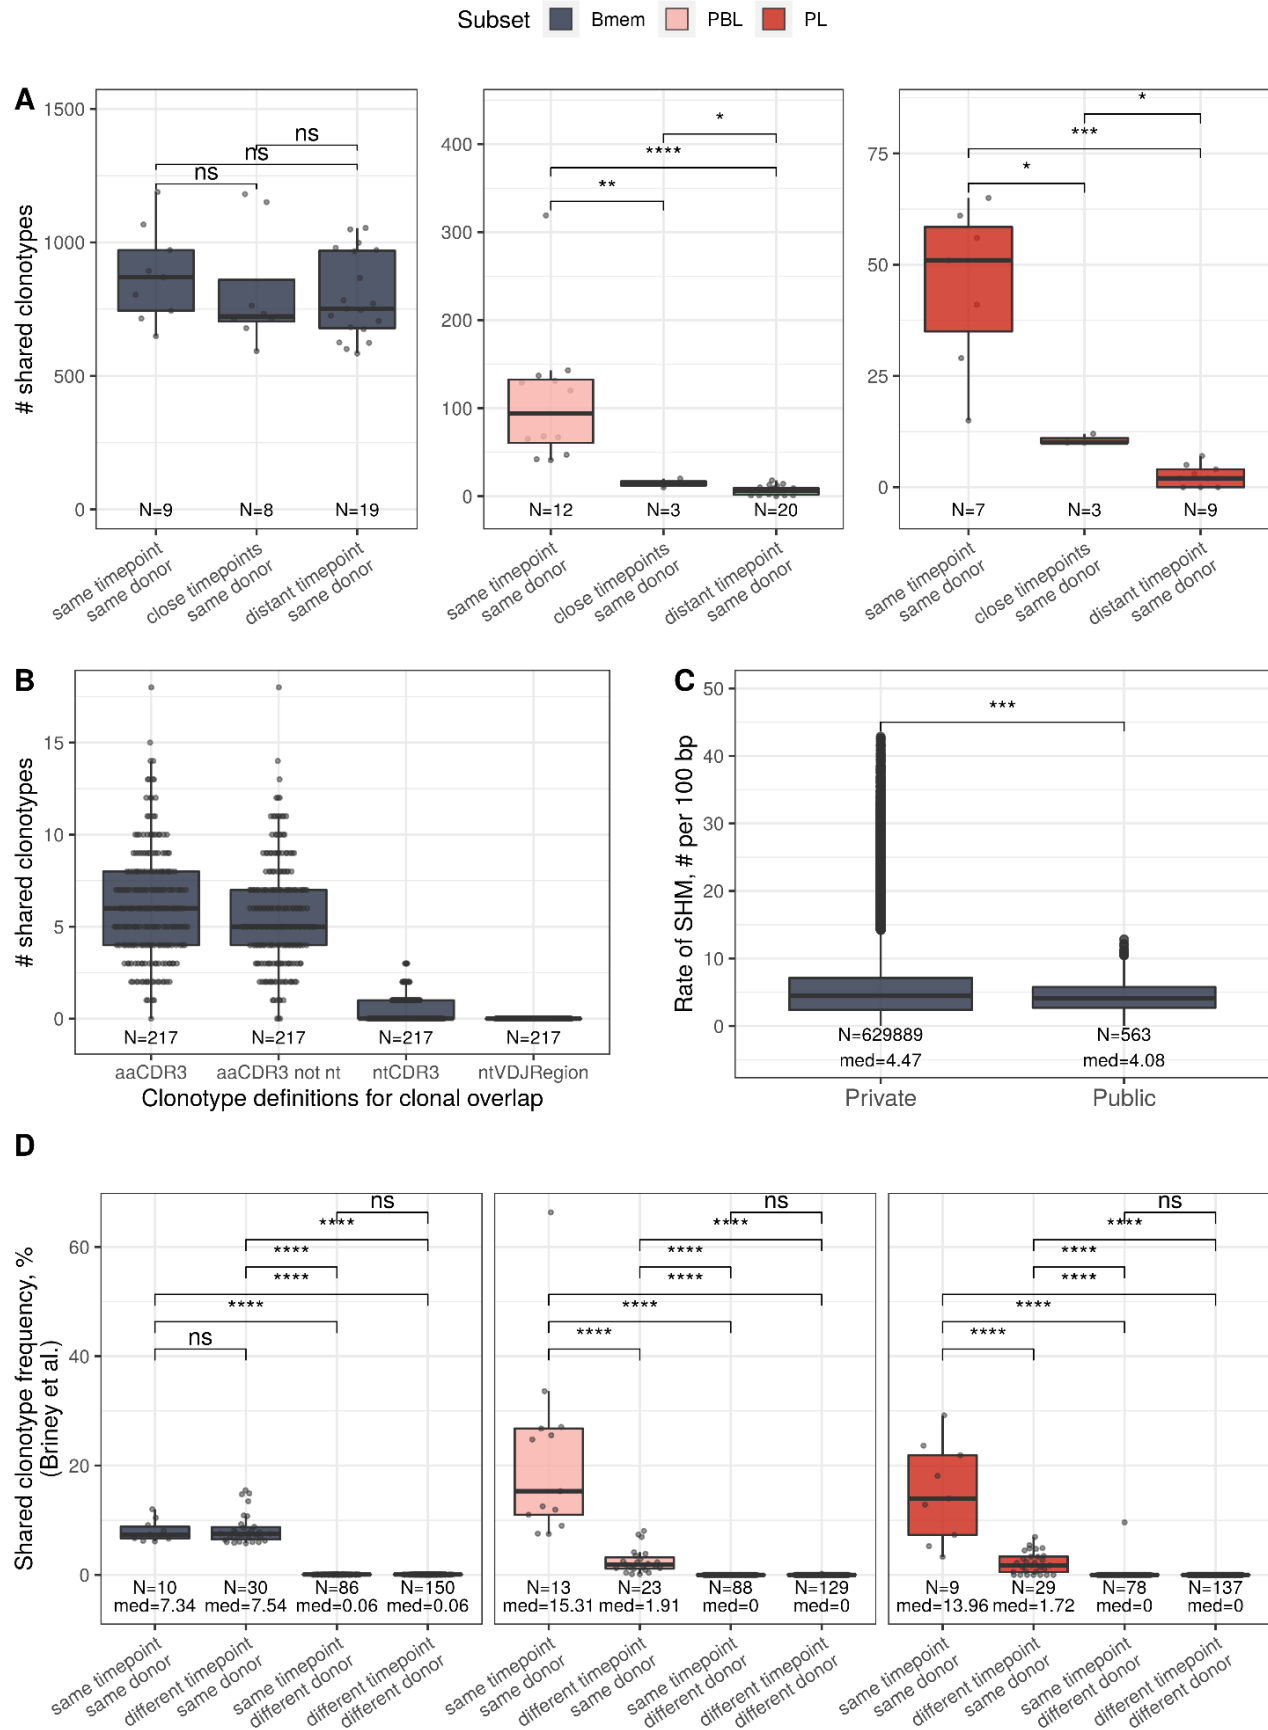 Subset Bmem PBL PL
A
# shared clonotypes
1500
1000
500
0
ns
ns
ns
N=9 N=8 N=19
same timepoint
same donor
close timepoints
same donor
distant timepoint
same donor
400
300
200
100
0
*
****
**
N=12 N=3 N=20
same timepoint
same donor
close timepoints
same donor
distant timepoint
same donor
75
50
25
0
*
***
*
N=7 N=3 N=9
same timepoint
same donor
close timepoints
same donor
distant timepoint
same donor
B
# shared clonotypes
15
10
5
0
N=217 N=217 N=217 N=217
aaCDR3 aaCDR3 not nt ntCDR3 ntVDJRegion
Clonotype definitions for clonal overlap
C
Rate of SHM, # per 100 bp
50
40
30
20
10
0
***
N=629889 N=563
med=4.47 med=4.08
Private Public
D
Shared clonotype frequency, %
(Briney et al.)
60
40
20
0
ns
****
****
****
****
ns
N=10 N=30 N=86 N=150
med=7.34 med=7.54 med=0.06 med=0.06
same timepoint
same donor
different timepoint
same donor
same timepoint
different donor
different timepoint
different donor
ns
****
****
****
****
****
N=13 N=23 N=88 N=129
med=15.31 med=1.91 med=0 med=0
same timepoint
same donor
different timepoint
same donor
same timepoint
different donor
different timepoint
different donor
ns
****
****
****
****
****
N=9 N=29 N=78 N=137
med=13.96 med=1.72 med=0 med=0
same timepoint
same donor
different timepoint
same donor
same timepoint
different donor
different timepoint
different donor